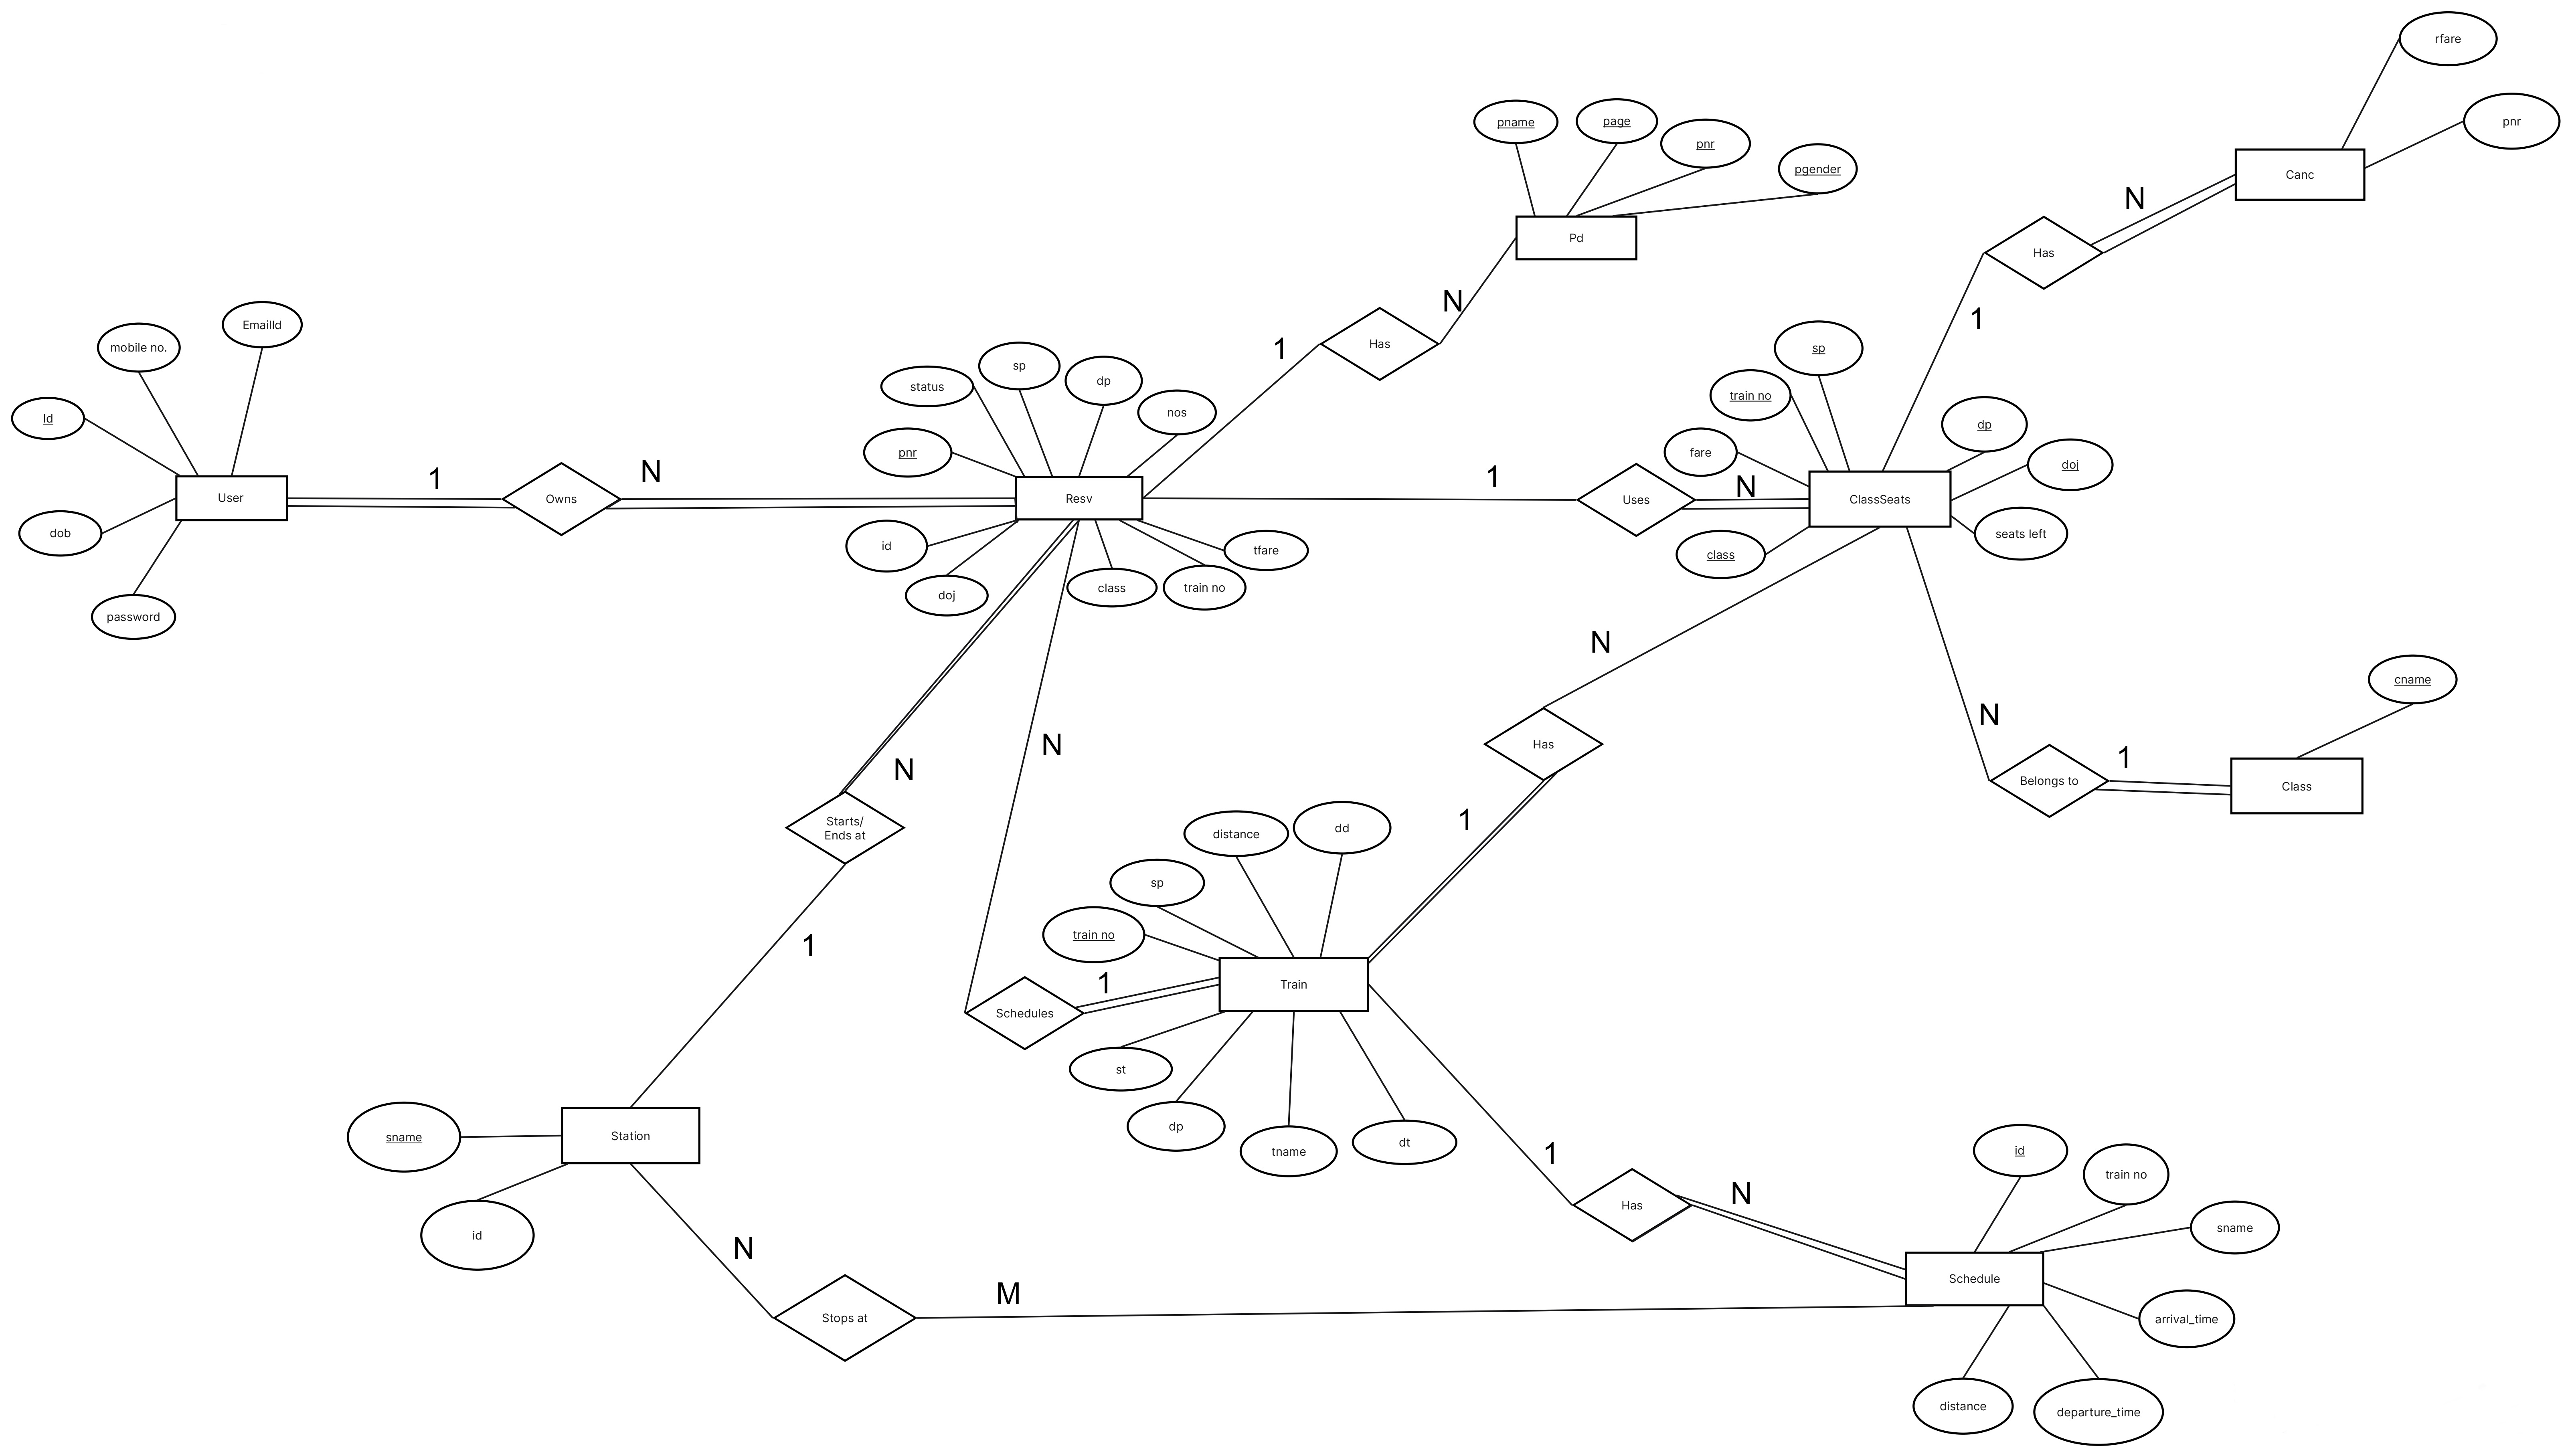 rfare
pnr
Canc
N
Has
1
pname
page
pnr
pgender
Pd
N
Has
1
EmailId
mobile no.
Id
User
dob
password
1
Owns
N
status
sp
dp
nos
pnr
Resv
id
doj
class
train no
tfare
1
Uses
N
sp
train no
fare
dp
doj
ClassSeats
seats left
class
N
Has
1
N
Belongs to
1
cname
Class
N
Starts/
Ends at
1
N
Schedules
1
distance
dd
sp
train no
Train
st
dp
tname
dt
sname
Station
id
N
Stops at
M
1
Has
N
id
train no
sname
Schedule
arrival_time
distance
departure_time